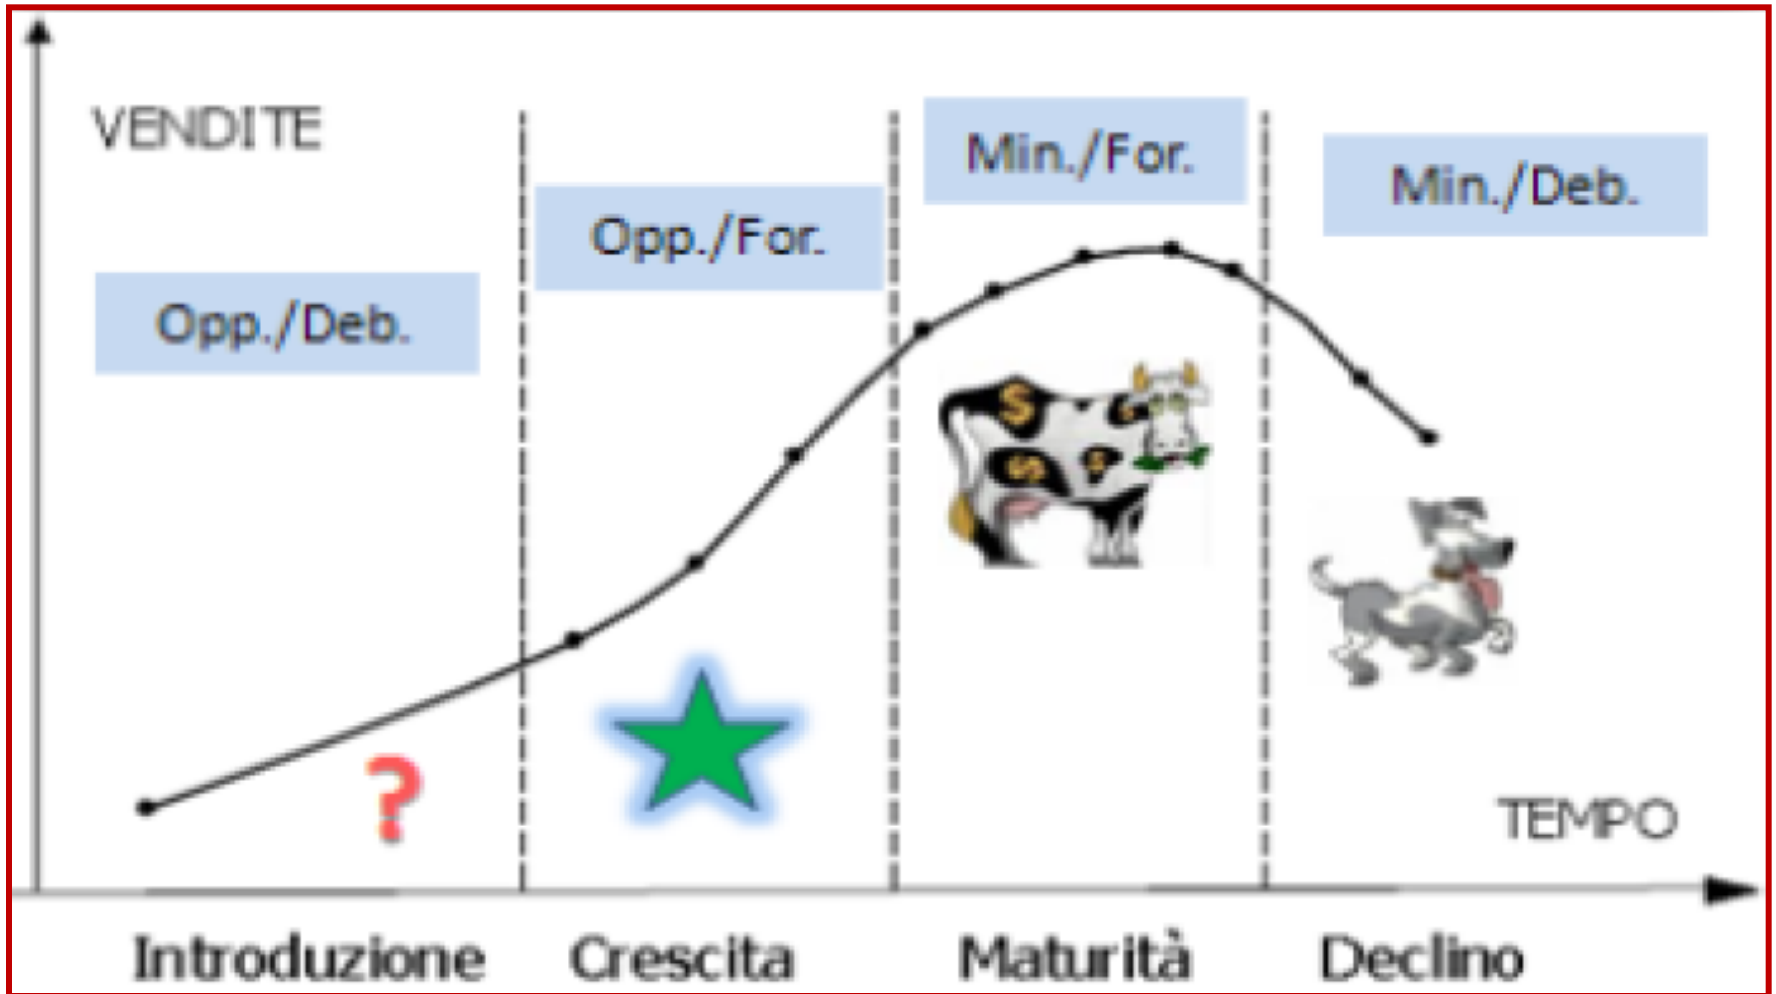 VENDITE
Opp./Deb.
Opp./For.
Min./For.
Min./Deb.
$
$
$
?
TEMPO
Introduzione
Crescita
Maturità
Declino